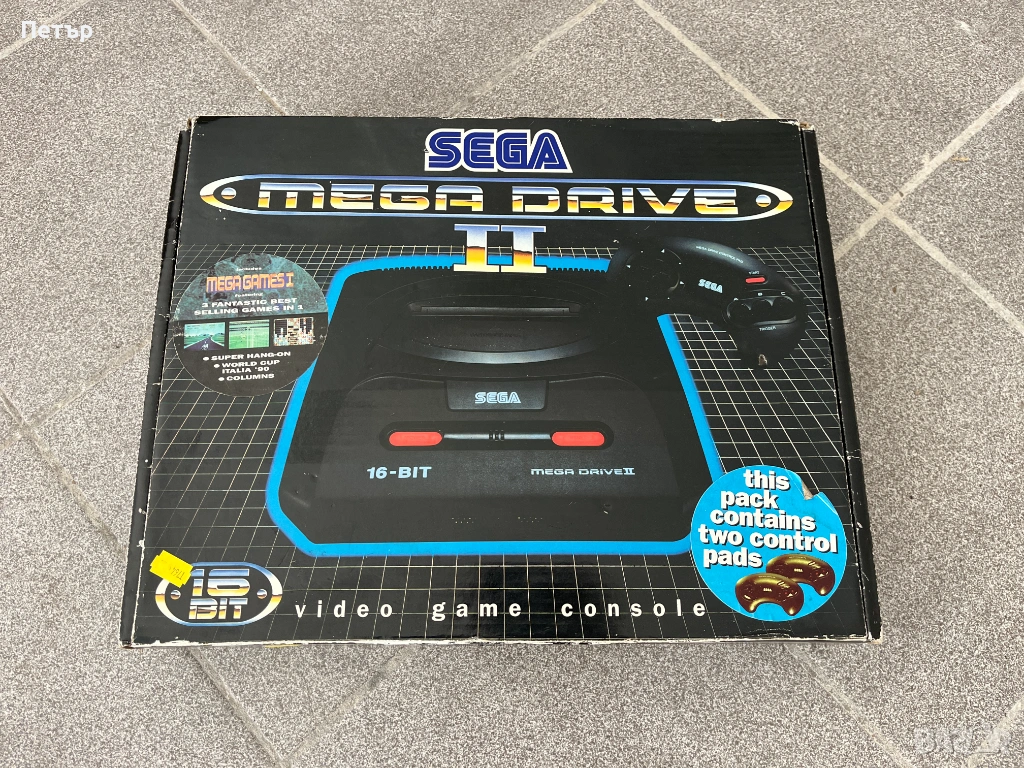 Петър
SEGA
MEGA DRIVE
II
MEGA GAMES I
Featuring
3 FANTASTIC BEST
SELLING GAMES IN 1
• SUPER HANG-ON
• WORLD CUP
ITALIA '90
• COLUMNS
SEGA
SEGA
16-BIT
MEGA DRIVE II
this
pack
contains
two control
pads
16
BIT
video game console